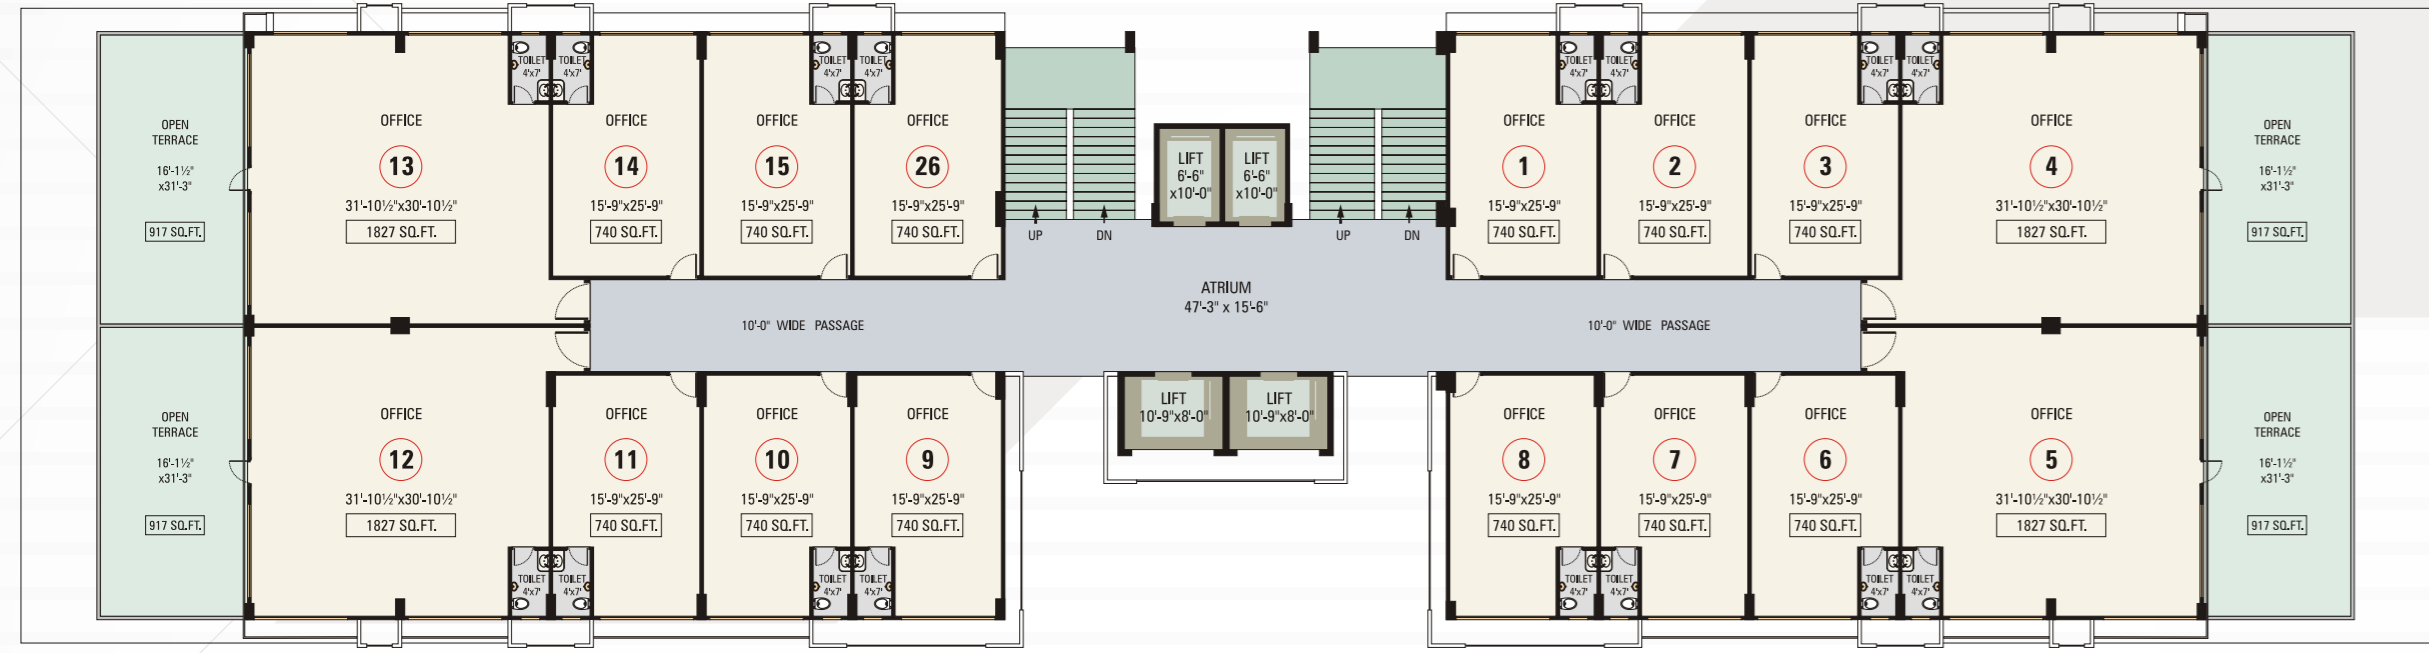 OPEN
TERRACE
16'-1½"
x31'-3"
917 SQ.FT.
OFFICE
13
31'-10½"x30'-10½"
1827 SQ.FT.
TOILET
4'x7'
TOILET
4'x7'
OFFICE
14
15'-9"x25'-9"
740 SQ.FT.
OFFICE
15
15'-9"x25'-9"
740 SQ.FT.
TOILET
4'x7'
TOILET
4'x7'
OFFICE
26
15'-9"x25'-9"
740 SQ.FT.
UP
DN
LIFT
6'-6"
x10'-0"
LIFT
6'-6"
x10'-0"
UP
DN
OFFICE
1
15'-9"x25'-9"
740 SQ.FT.
TOILET
4'x7'
TOILET
4'x7'
OFFICE
2
15'-9"x25'-9"
740 SQ.FT.
OFFICE
3
15'-9"x25'-9"
740 SQ.FT.
TOILET
4'x7'
TOILET
4'x7'
OFFICE
4
31'-10½"x30'-10½"
1827 SQ.FT.
OPEN
TERRACE
16'-1½"
x31'-3"
917 SQ.FT.
10'-0" WIDE PASSAGE
ATRIUM
47'-3" x 15'-6"
10'-0" WIDE PASSAGE
OPEN
TERRACE
16'-1½"
x31'-3"
917 SQ.FT.
OFFICE
12
31'-10½"x30'-10½"
1827 SQ.FT.
TOILET
4'x7'
TOILET
4'x7'
OFFICE
11
15'-9"x25'-9"
740 SQ.FT.
OFFICE
10
15'-9"x25'-9"
740 SQ.FT.
TOILET
4'x7'
TOILET
4'x7'
OFFICE
9
15'-9"x25'-9"
740 SQ.FT.
LIFT
10'-9"x8'-0"
LIFT
10'-9"x8'-0"
OFFICE
8
15'-9"x25'-9"
740 SQ.FT.
TOILET
4'x7'
TOILET
4'x7'
OFFICE
7
15'-9"x25'-9"
740 SQ.FT.
OFFICE
6
15'-9"x25'-9"
740 SQ.FT.
TOILET
4'x7'
TOILET
4'x7'
OFFICE
5
31'-10½"x30'-10½"
1827 SQ.FT.
OPEN
TERRACE
16'-1½"
x31'-3"
917 SQ.FT.